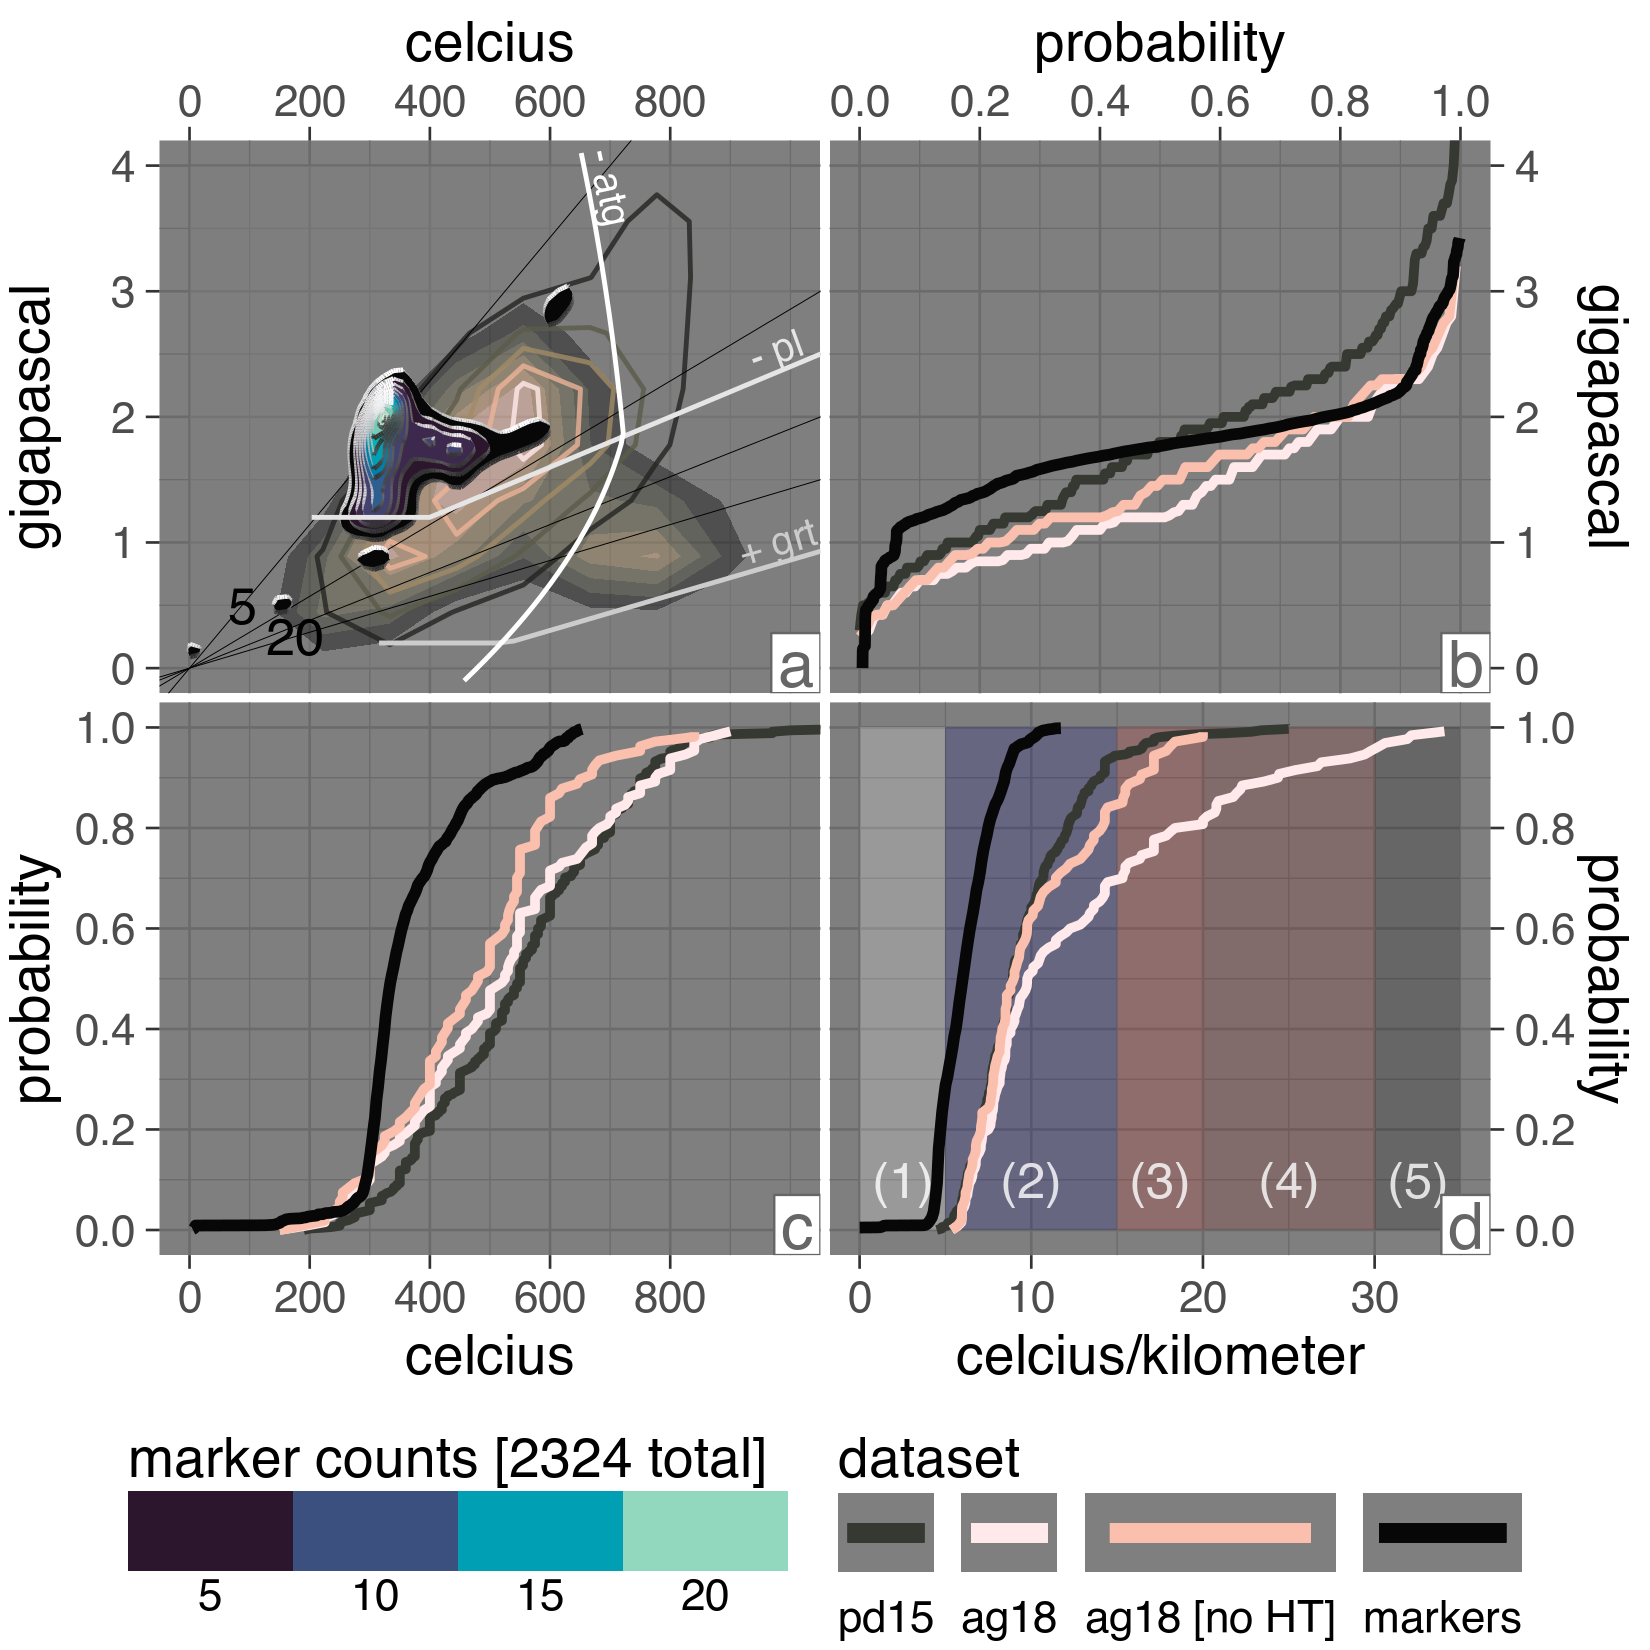 celcius
probability
0 200 400 600 800
0.0 0.2 0.4 0.6 0.8 1.0
gigapascal
4
3
2
1
0
- atg
- pl
+ grt
5
20
a
b
4
3
2
1
0
gigapascal
probability
1.0
0.8
0.6
0.4
0.2
0.0
c
(1) (2) (3) (4) (5)
d
1.0
0.8
0.6
0.4
0.2
0.0
probability
0 200 400 600 800
0 10 20 30
celcius
celcius/kilometer
marker counts [2324 total]
5 10 15 20
dataset
pd15 ag18 ag18 [no HT] markers